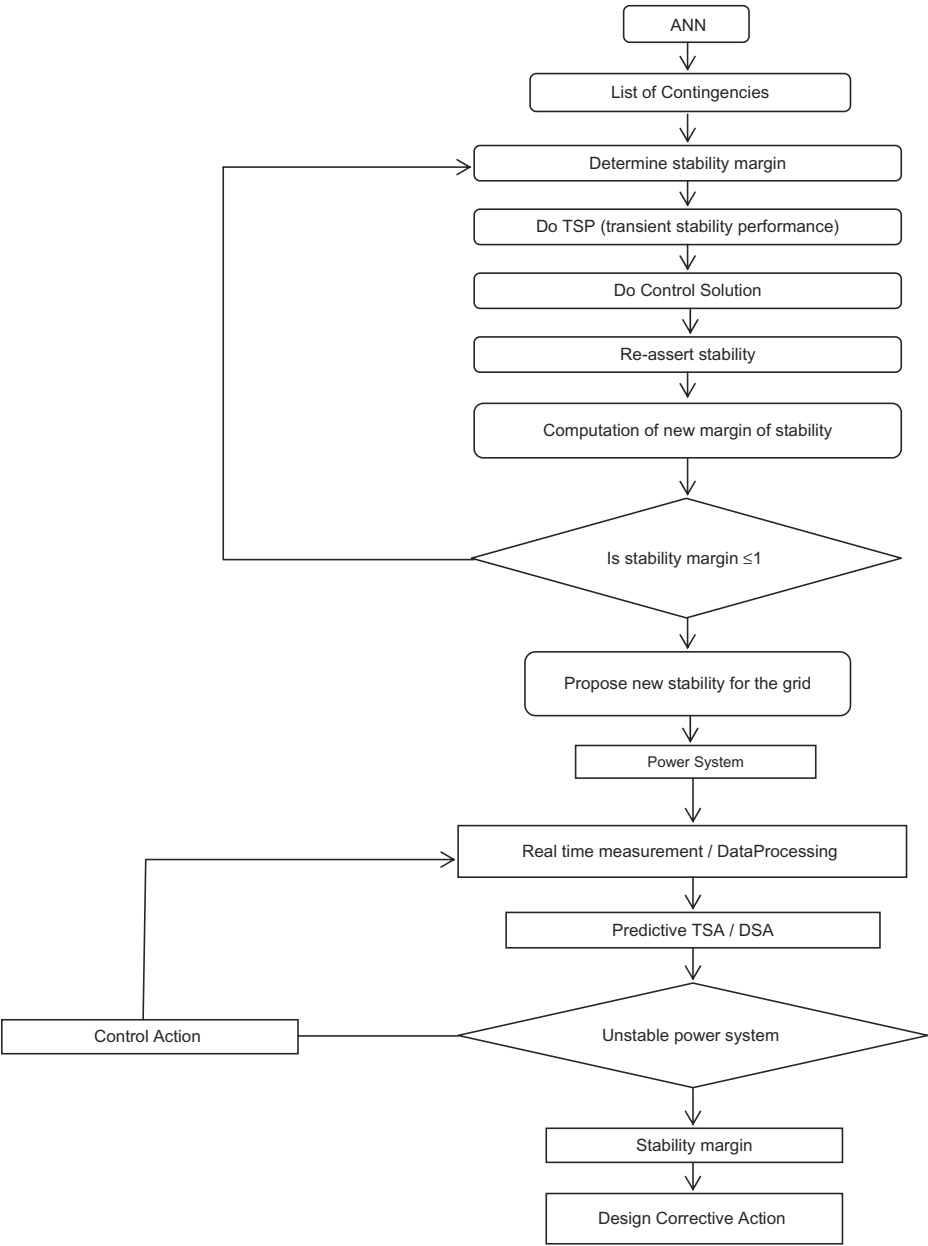 ANN
List of Contingencies
Determine stability margin
Do TSP (transient stability performance)
Do Control Solution
Re-assert stability
Computation of new margin of stability
Is stability margin ≤1
Propose new stability for the grid
Power System
Real time measurement / DataProcessing
Predictive TSA / DSA
Control Action
Unstable power system
Stability margin
Design Corrective Action